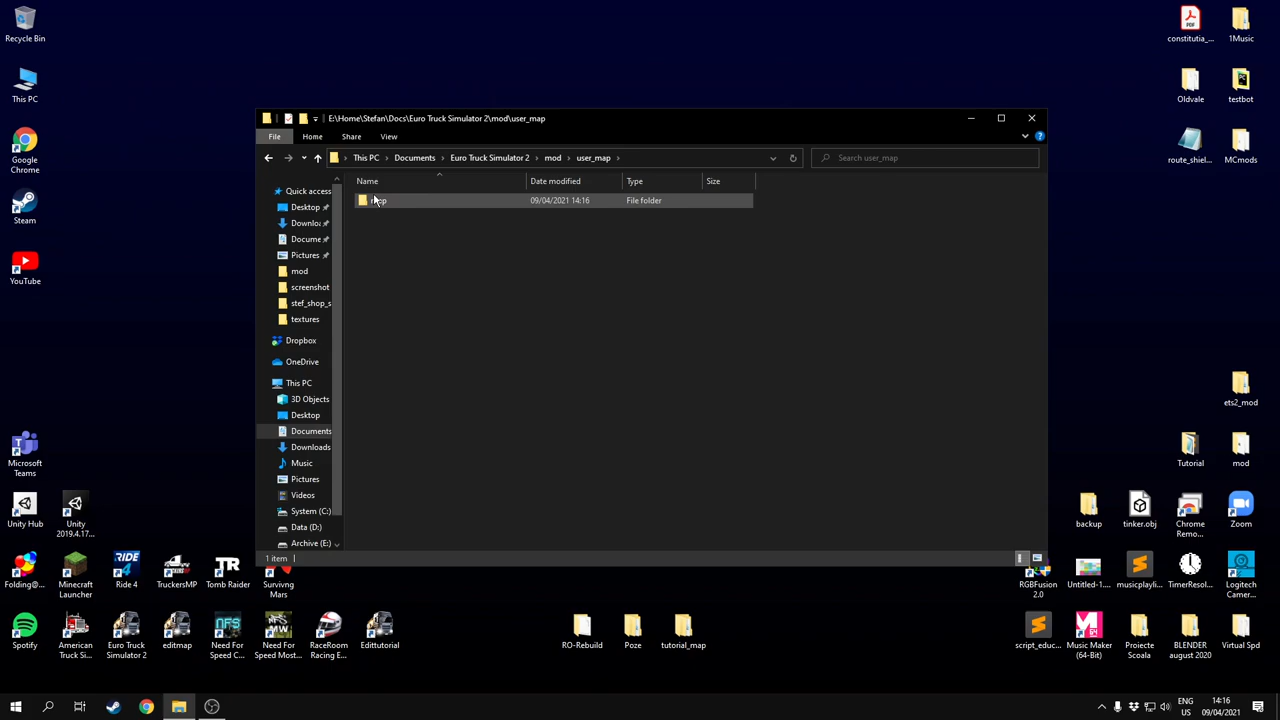 Recycle Bin
This PC
Google
Chrome
Steam
YouTube
Microsoft
Teams
Unity Hub
Unity
2019.4.17...
Folding@...
Minecraft
Launcher
Ride 4
TruckersMP
Tomb Raider
Surviving
Mars
Spotify
American
Truck Si...
Euro Truck
Simulator 2
editmap
Need For
Speed C...
Need For
Speed Most...
RaceRoom
Racing E...
Edittutorial
RO-Rebuild
Poze
tutorial_map
constitutia_...
1Music
Oldvale
testbot
route_shiel...
MCmods
ets2_mod
Tutorial
mod
backup
tinker.obj
Chrome
Remo...
Zoom
RGBFusion
2.0
Untitled-1....
musicplayli...
TimerResol...
Logitech
Camer...
script_educ...
Music Maker
(64-Bit)
Proiecte
Scoala
BLENDER
august 2020
Virtual Spd
E:\Home\Stefan\Docs\Euro Truck Simulator 2\mod\user_map
File Home Share View
This PC > Documents > Euro Truck Simulator 2 > mod > user_map >
Search user_map
Name Date modified Type Size
09/04/2021 14:16 File folder
Quick access
Desktop
Downlo
Docume
Pictures
mod
screenshot
stef_shop_s
textures
Dropbox
OneDrive
This PC
3D Objects
Desktop
Documents
Downloads
Music
Pictures
Videos
System (C:)
Data (D:)
Archive (E:)
1 item
ENG
US
14:16
09/04/2021